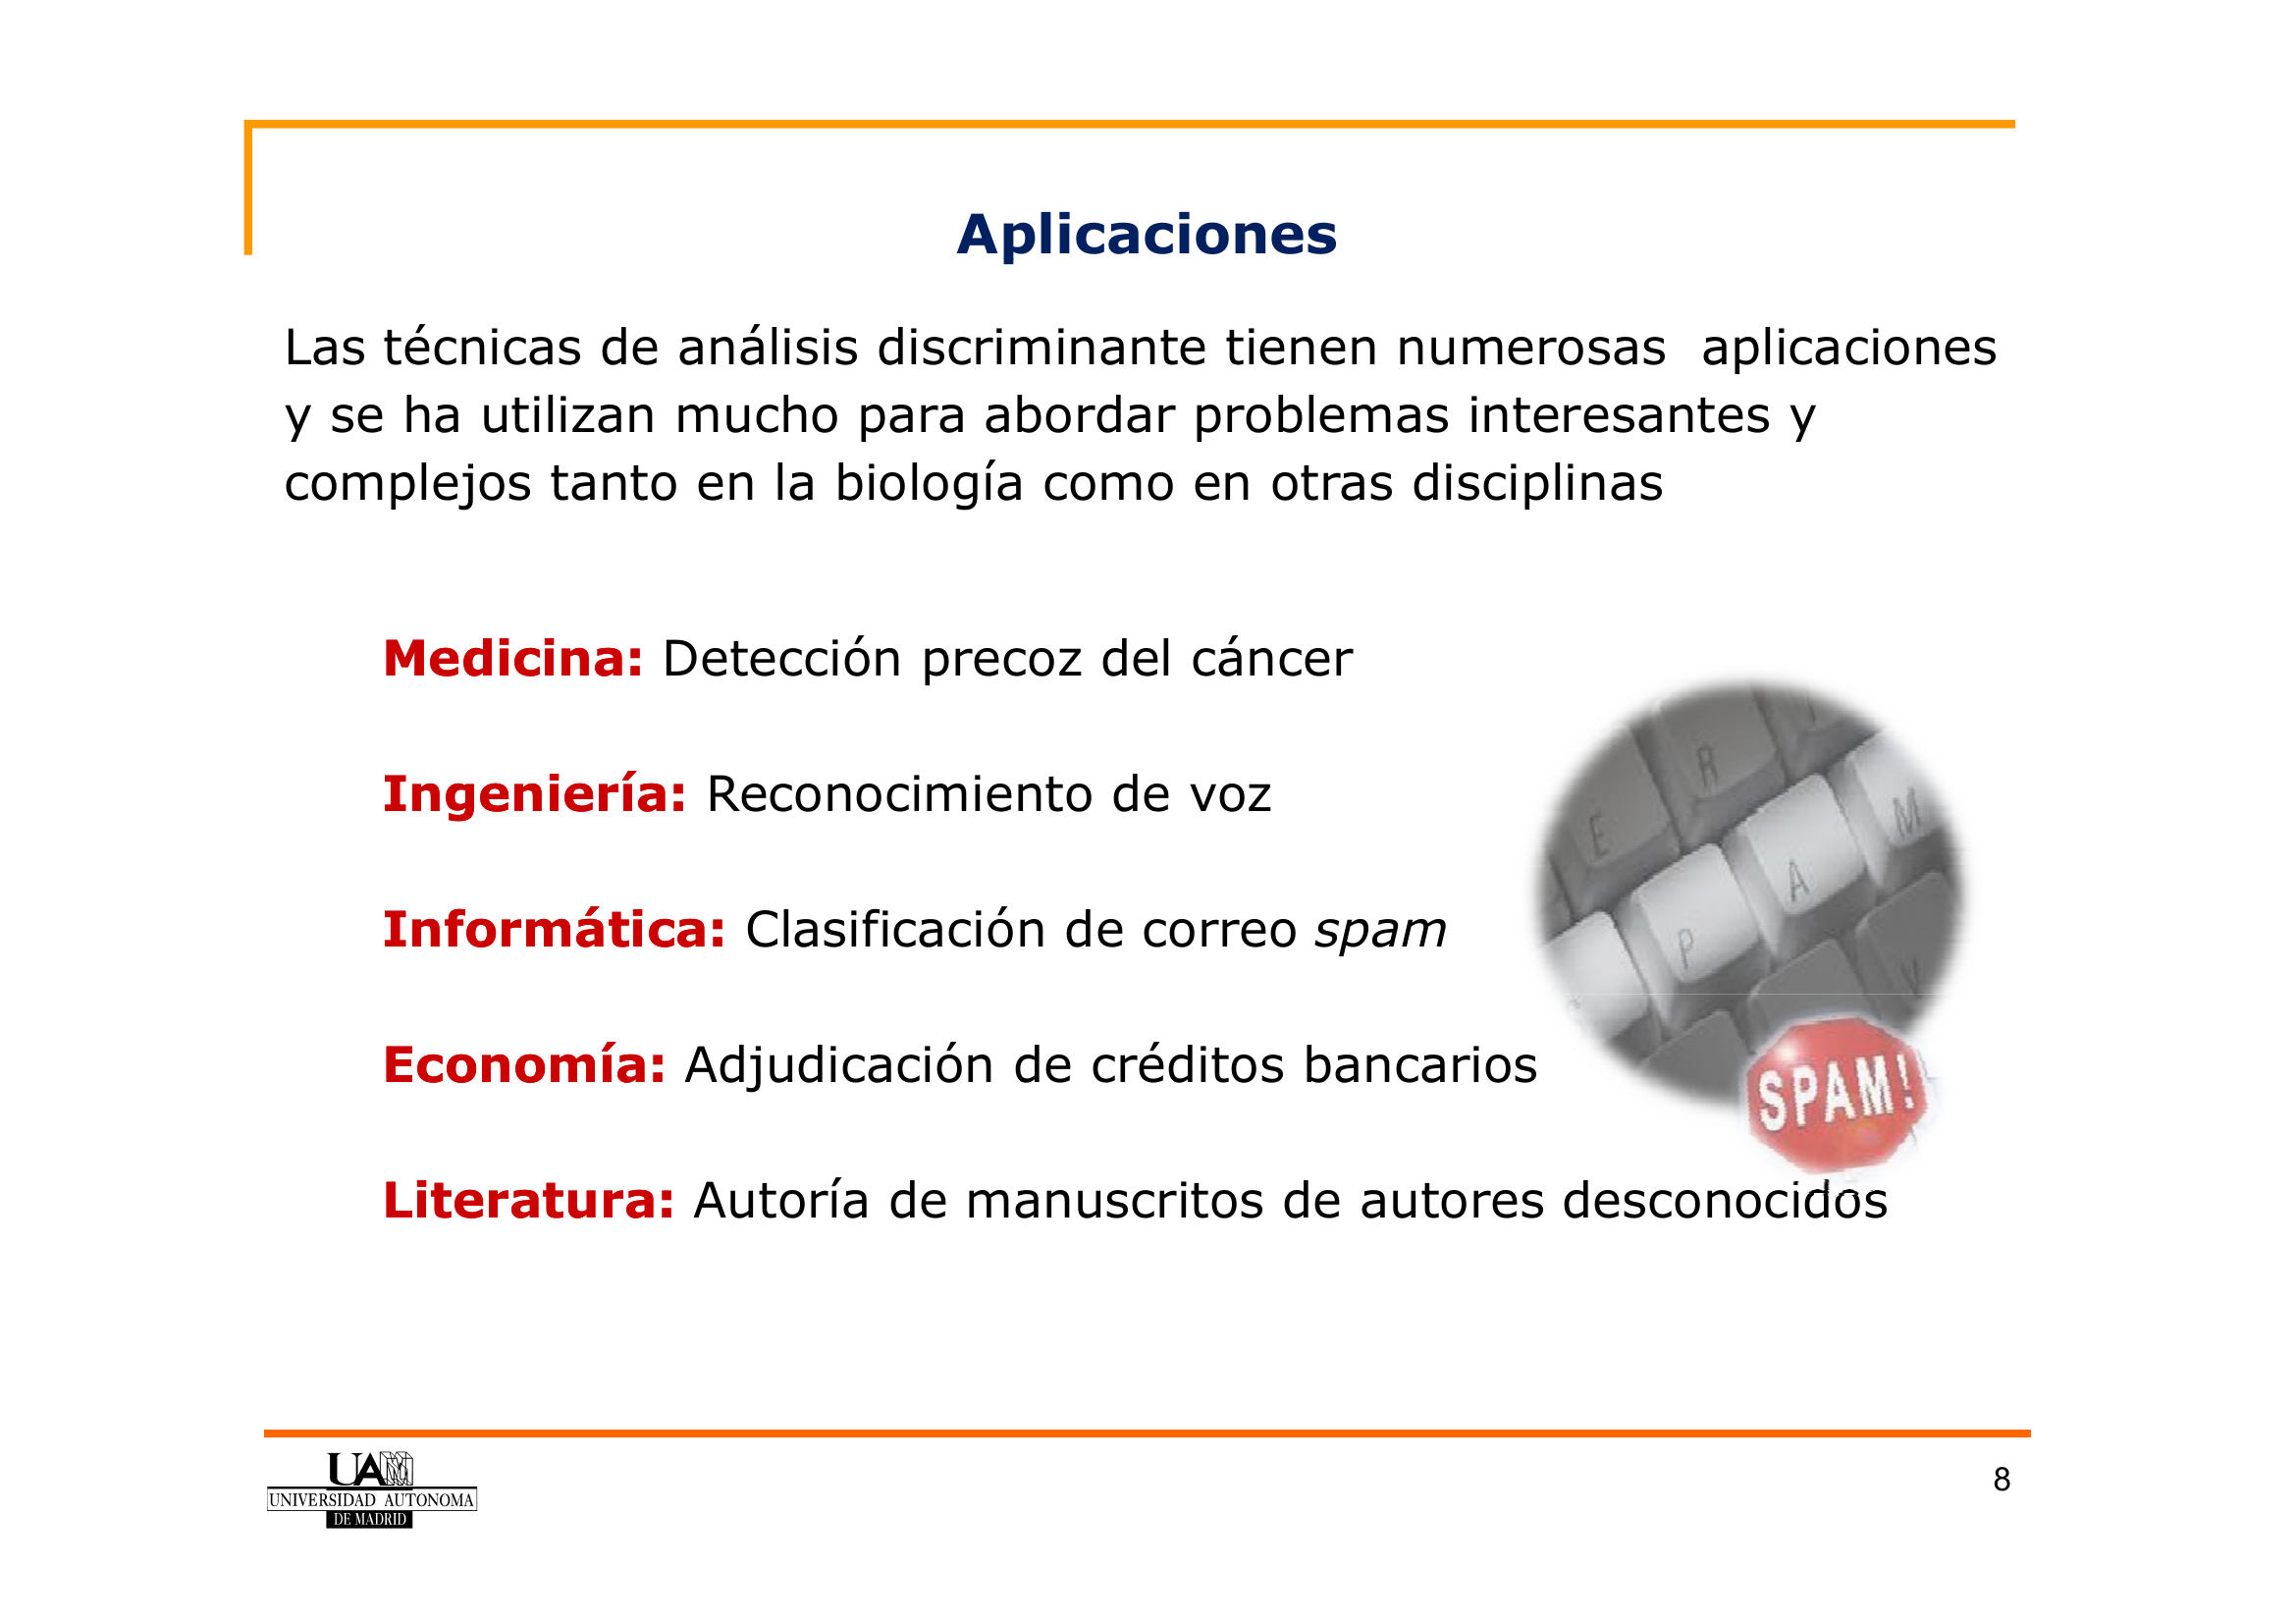 Aplicaciones
Las técnicas de análisis discriminante tienen numerosas aplicaciones
y se ha utilizan mucho para abordar problemas interesantes y
complejos tanto en la biología como en otras disciplinas
Medicina: Detección precoz del cáncer
Ingeniería: Reconocimiento de voz
Informática: Clasificación de correo spam
Economía: Adjudicación de créditos bancarios
Literatura: Autoría de manuscritos de autores desconocidos
R
E
M
A
P
S
V
SPAM!
UAM
UNIVERSIDAD AUTONOMA
DE MADRID
8